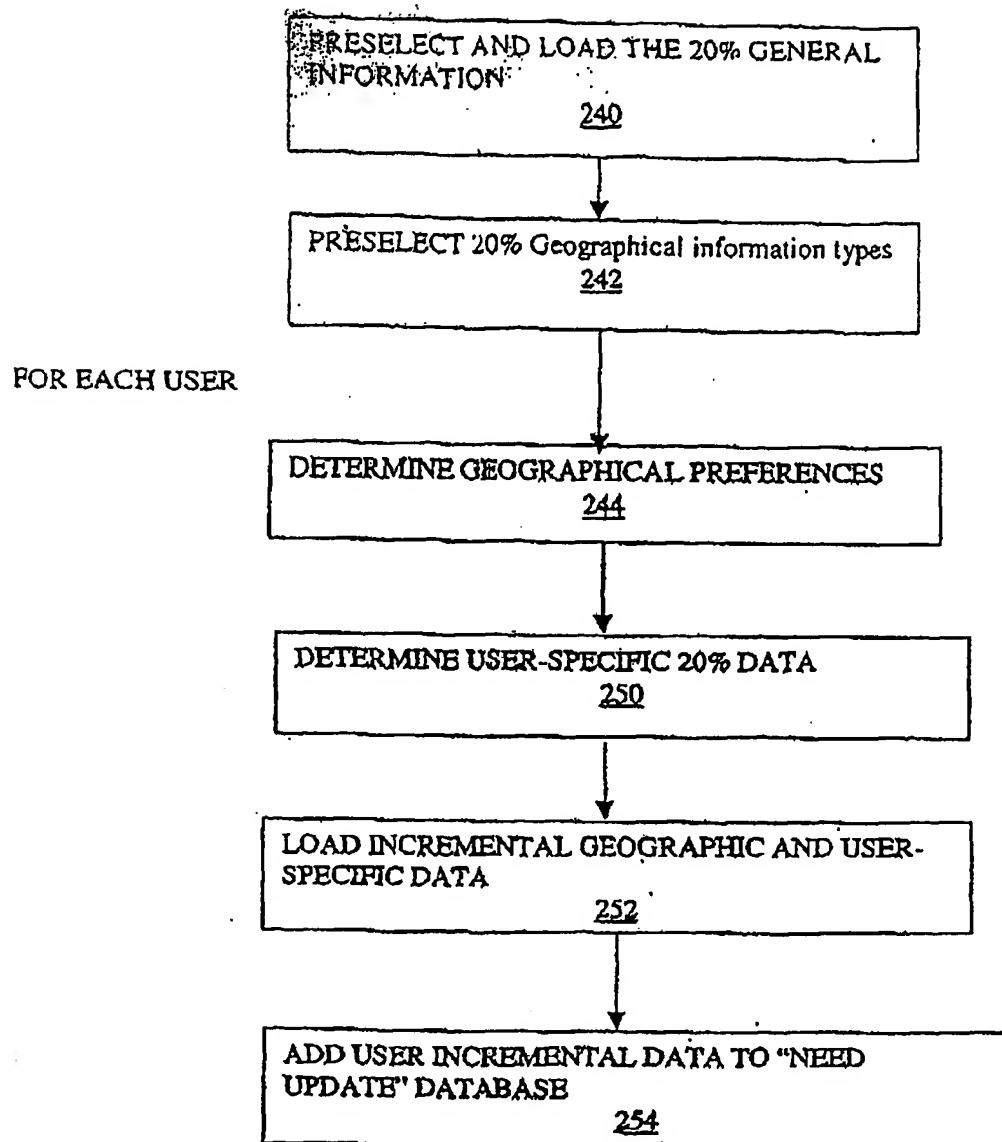 PRESELECT AND LOAD THE 20% GENERAL
INFORMATION
240
PRESELECT 20% Geographical information types
242
FOR EACH USER
DETERMINE GEOGRAPHICAL PREFERENCES
244
DETERMINE USER-SPECIFIC 20% DATA
250
LOAD INCREMENTAL GEOGRAPHIC AND USER-
SPECIFIC DATA
252
ADD USER INCREMENTAL DATA TO “NEED
UPDATE” DATABASE
254